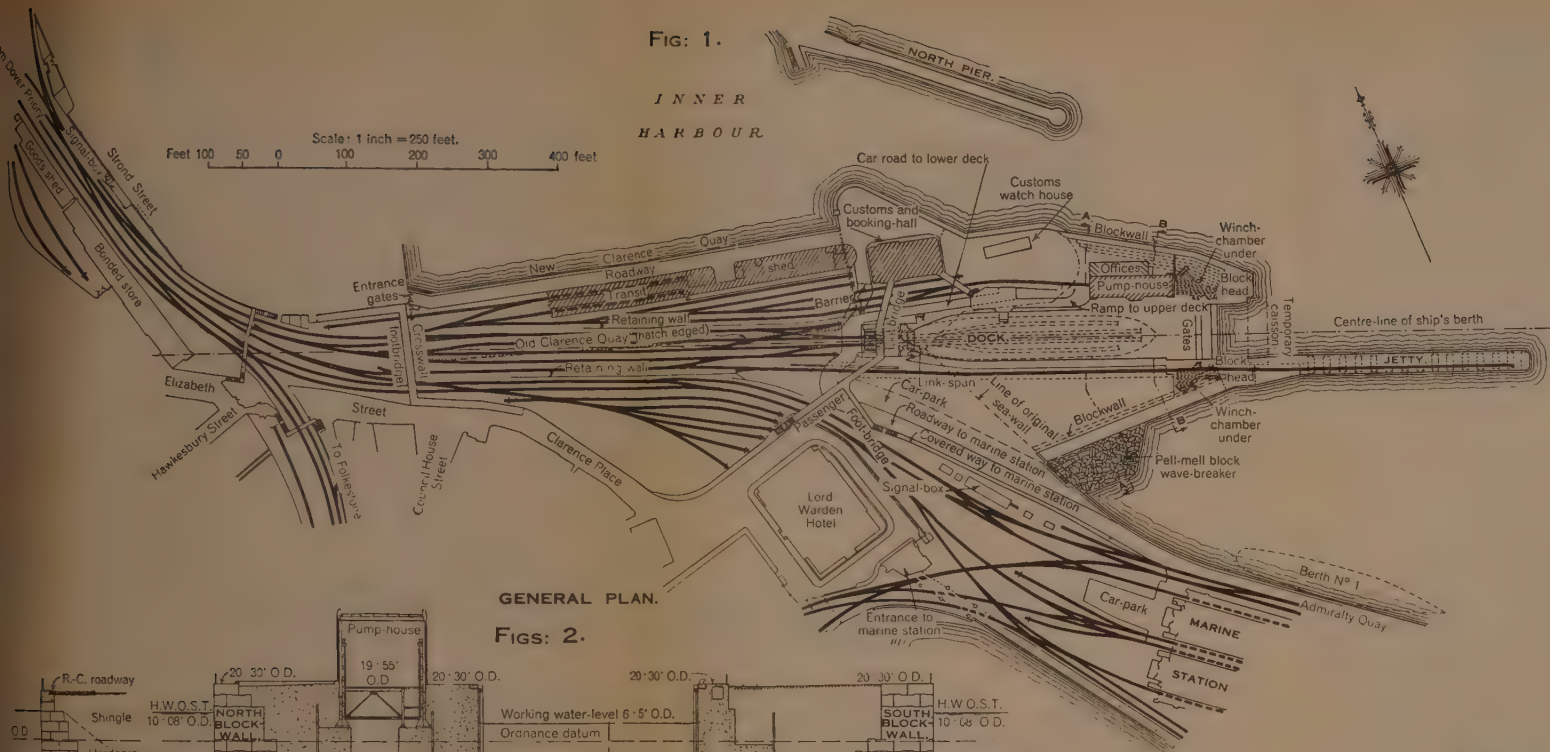 FIG: 1.
NORTH PIER.
INNER
HARBOUR
Dover Priory
Signal-box
Strond Street
Goods shed
Bonded store
Scale: 1 inch = 250 feet.
Feet 100 50 0 100 200 300 400 feet
Car road to lower deck
Customs
watch house
Customs and
booking-hall
A
B
Blockwall
Winch-
chamber
under
New Clarence Quay
Roadway
Transit
shed
Entrance
gates
Barrier
bridge
Offices
Pump-house
Block
head
Ramp to upper deck
Retaining wall
Old Clarence Quay (hatch edged)
Retaining wall
footbridge
Crosswall
DOCK
Gates
Temporary
caisson
Centre-line of ship's berth
JETTY
Block
head
Link-span
Line of original
sea-wall
Blockwall
B
Winch-
chamber
under
Car-park
Roadway to marine station
Covered way to marine station
Passenger
Foot-bridge
Pell-mell block
wave-breaker
Elizabeth
Street
Hawkesbury Street
To Folkestone
Council House
Street
Clarence Place
Signal-box
Lord
Warden
Hotel
Entrance to
marine station
Berth Nº 1
Admiralty Quay
Car-park
MARINE
STATION
GENERAL PLAN.
FIGS: 2.
Pump-house
19·55'
O.D
R.-C. roadway
20·30' O.D.
20·30' O.D.
20·30' O.D.
20·30' O.D.
Shingle
H.W.O.S.T.
10·08' O.D.
NORTH
BLOCK-
WALL.
Working water-level 6·5' O.D.
Ordnance datum
SOUTH
BLOCK-
WALL.
H.W.O.S.T.
10·08' O.D.
O.D